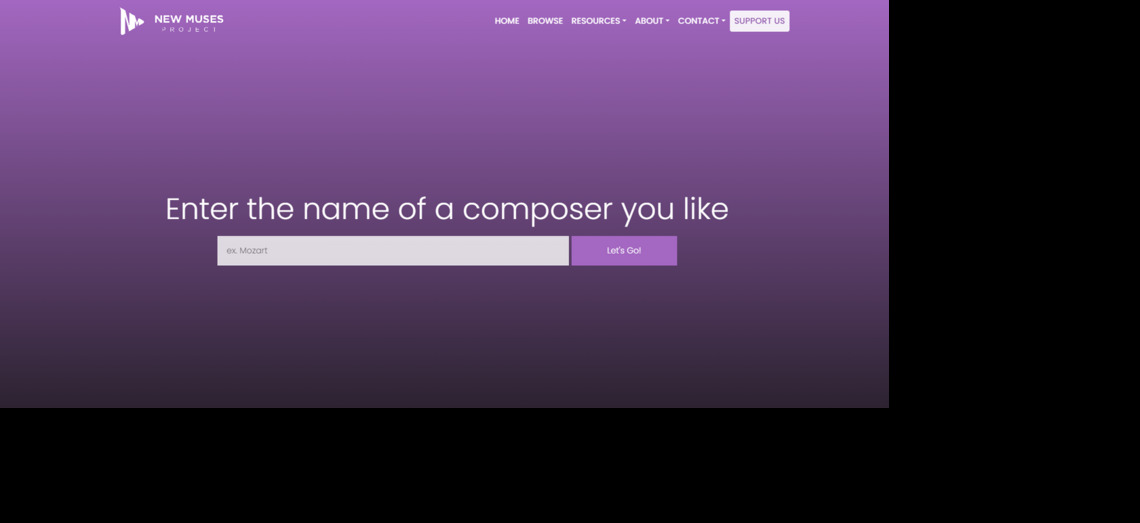 NEW MUSES
PROJECT
HOME BROWSE RESOURCES ABOUT CONTACT SUPPORT US
Enter the name of a composer you like
ex. Mozart
Let's Go!